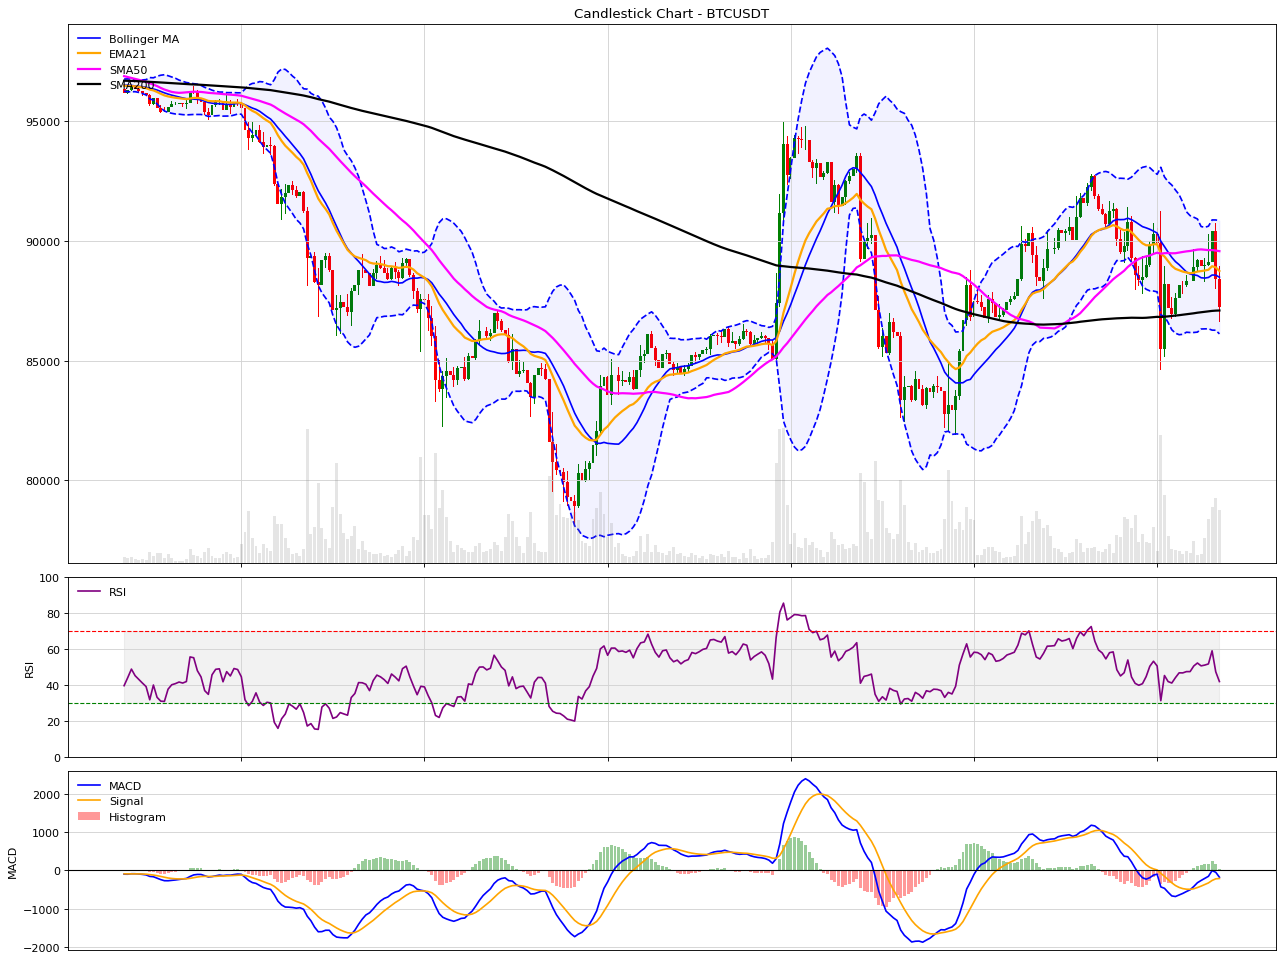 Candlestick Chart - BTCUSDT
Bollinger MA
EMA21
SMA50
SMA200
95000
90000
85000
80000
RSI
100
80
60
40
20
0
RSI
MACD
Signal
Histogram
2000
1000
0
−1000
−2000
MACD